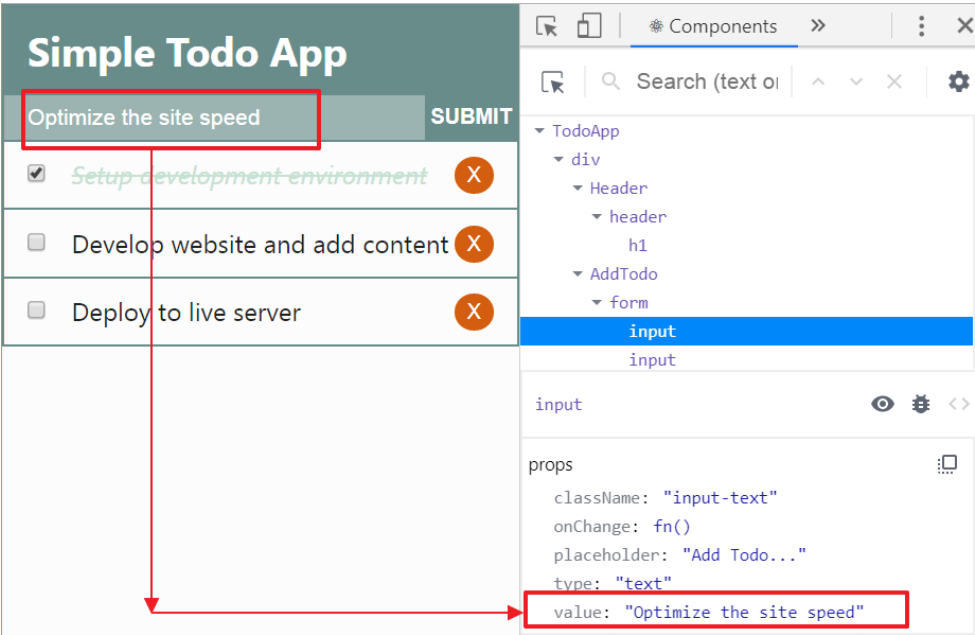 Simple Todo App
Optimize the site speed
SUBMIT
Setup development environment
X
Develop website and add content
X
Deploy to live server
X
Components
Search (text or
TodoApp
div
Header
header
h1
AddTodo
form
input
input
input
props
className: "input-text"
onChange: fn()
placeholder: "Add Todo..."
type: "text"
value: "Optimize the site speed"